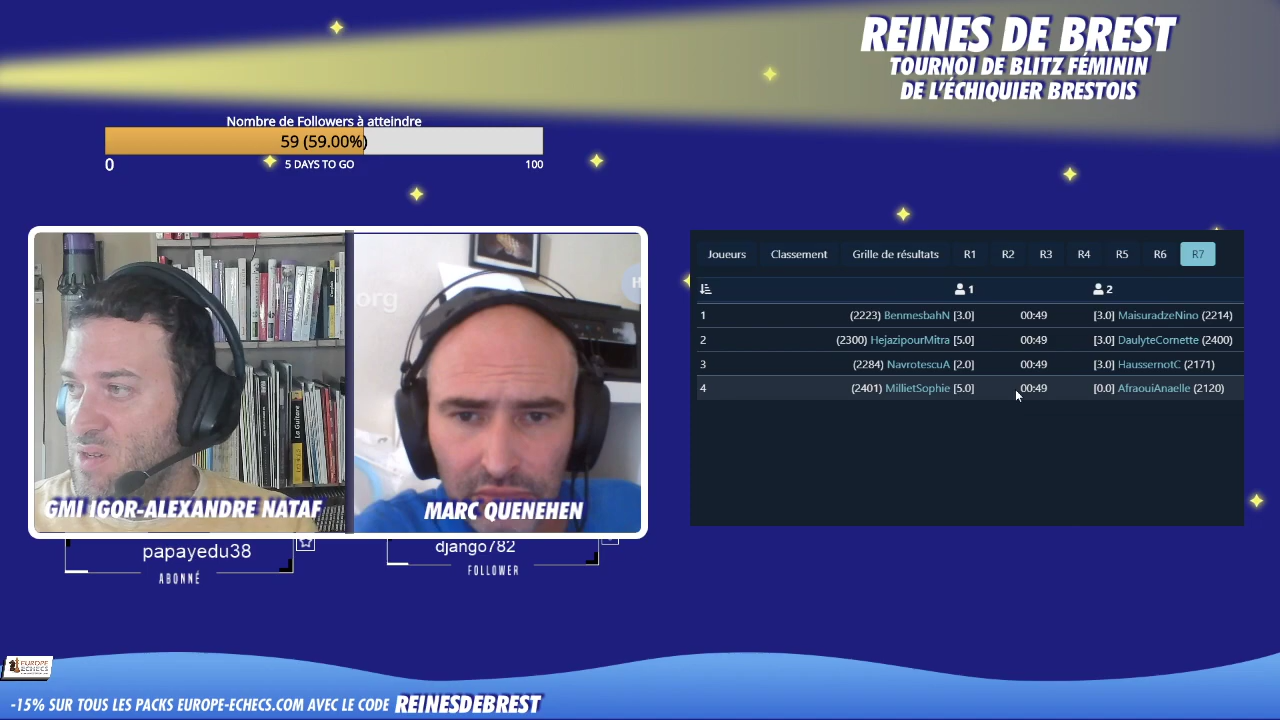 REINES DE BREST
TOURNOI DE BLITZ FÉMININ
DE L'ÉCHIQUIER BRESTOIS
Nombre de Followers à atteindre
59 (59.00%)
0 5 DAYS TO GO 100
Joueurs Classement Grille de résultats R1 R2 R3 R4 R5 R6 R7
1 2
1 (2223) BenmesbahN [3.0] 00:49 [3.0] MaisuradzeNino (2214)
2 (2300) HejazipourMitra [5.0] 00:49 [3.0] DaulyteCornette (2400)
3 (2284) NavrotescuA [2.0] 00:49 [3.0] HaussernotC (2171)
4 (2401) MillietSophie [5.0] 00:49 [0.0] AfraouiAnaelle (2120)
org
H
La Guitare
GMI IGOR-ALEXANDRE NATAF
MARC QUENEHEN
papayedu38
ABONNÉ
django782
FOLLOWER
EUROPE
ECHECS
-15% SUR TOUS LES PACKS EUROPE-ECHECS.COM AVEC LE CODE REINESDEBREST